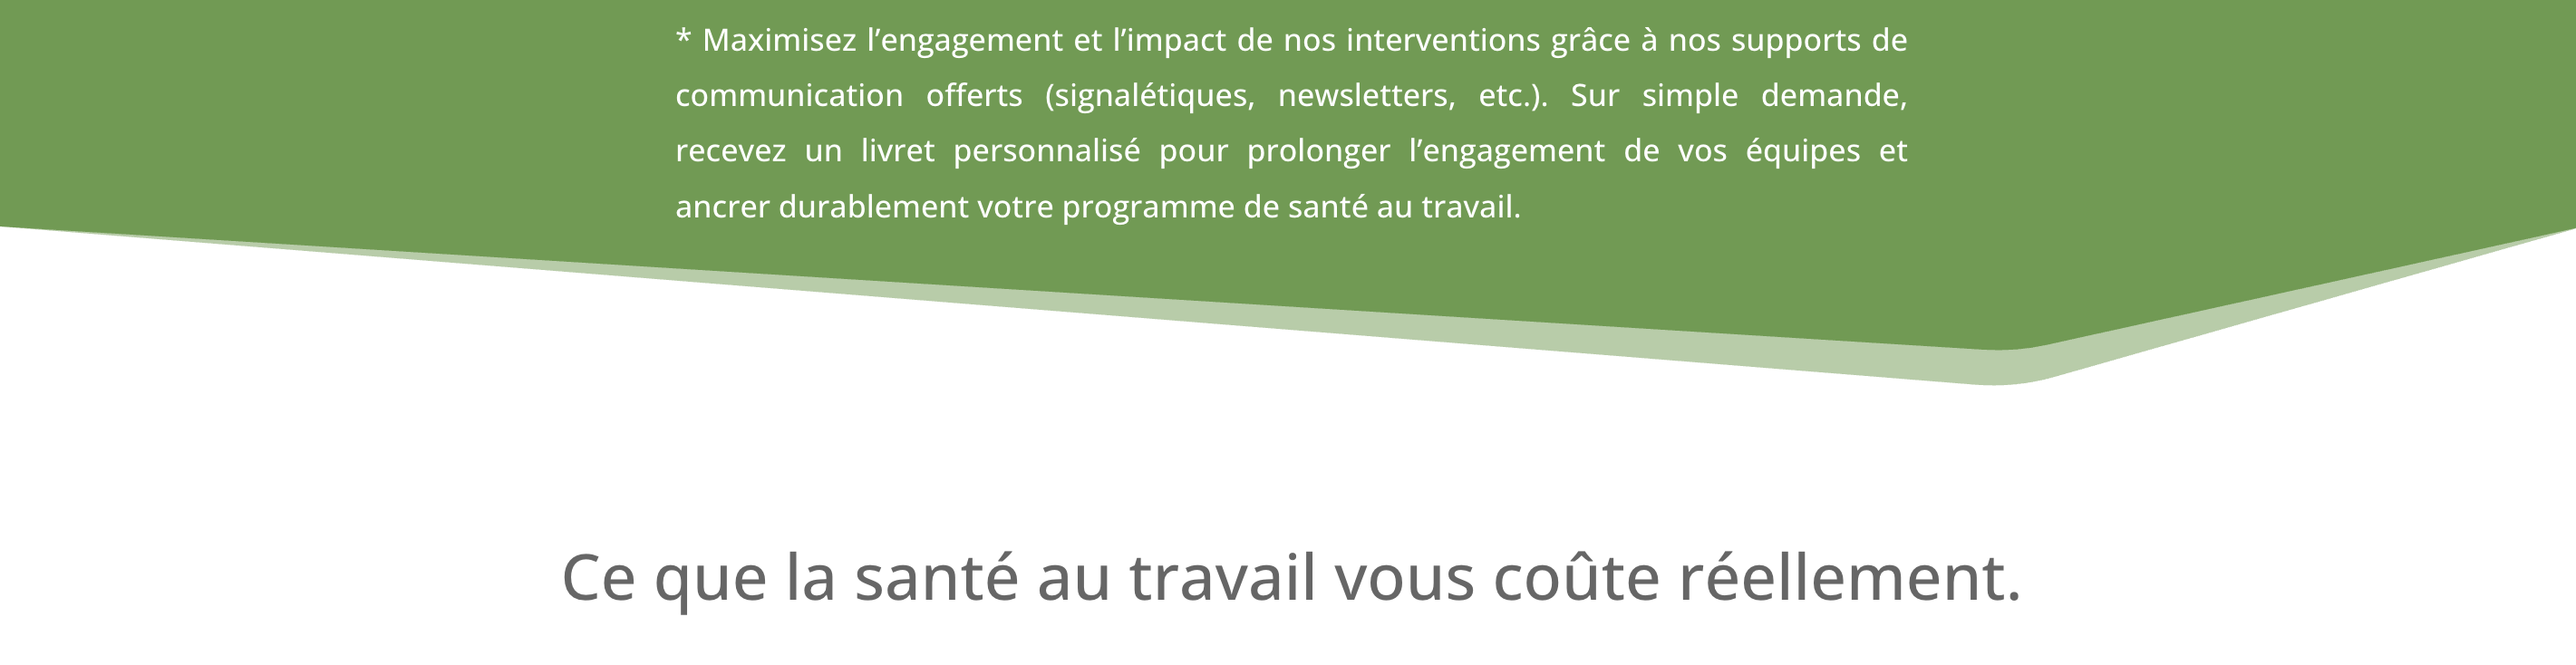 * Maximisez l’engagement et l’impact de nos interventions grâce à nos supports de
communication offerts (signalétiques, newsletters, etc.). Sur simple demande,
recevez un livret personnalisé pour prolonger l’engagement de vos équipes et
ancrer durablement votre programme de santé au travail.
Ce que la santé au travail vous coûte réellement.